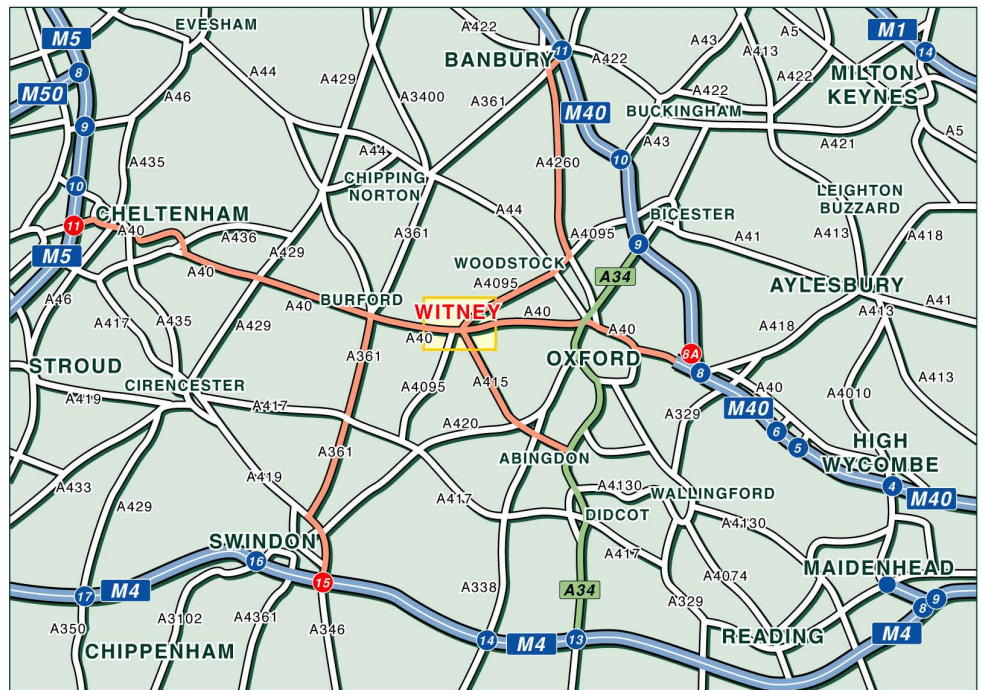 EVESHAM
A422
A43
A5
M1
M5
BANBURY
11
A422
A413
14
8
A44
A429
A3400
A361
A422
MILTON
KEYNES
M50
A46
M40
A422
BUCKINGHAM
9
A43
A421
A5
A435
A44
A4260
10
10
CHIPPING
NORTON
LEIGHTON
BUZZARD
CHELTENHAM
A44
BICESTER
11
A40
A436
A429
A361
A4095
9
A41
A413
A418
M5
WOODSTOCK
A34
A46
A40
A4095
AYLESBURY
A40
BURFORD
WITNEY
A40
A41
A417
A435
A429
A40
A40
A418
A413
STROUD
A361
OXFORD
8A
8
CIRENCESTER
A4095
A415
A40
A4010
A413
A419
A417
A420
A329
M40
6
5
HIGH
WYCOMBE
A361
ABINGDON
A433
A419
4
M40
A429
A417
A4130
WALLINGFORD
DIDCOT
A4130
SWINDON
A417
16
15
A4074
MAIDENHEAD
17
M4
A338
A34
A329
9
8
A350
A3102
A4361
A346
14
M4
13
READING
M4
CHIPPENHAM